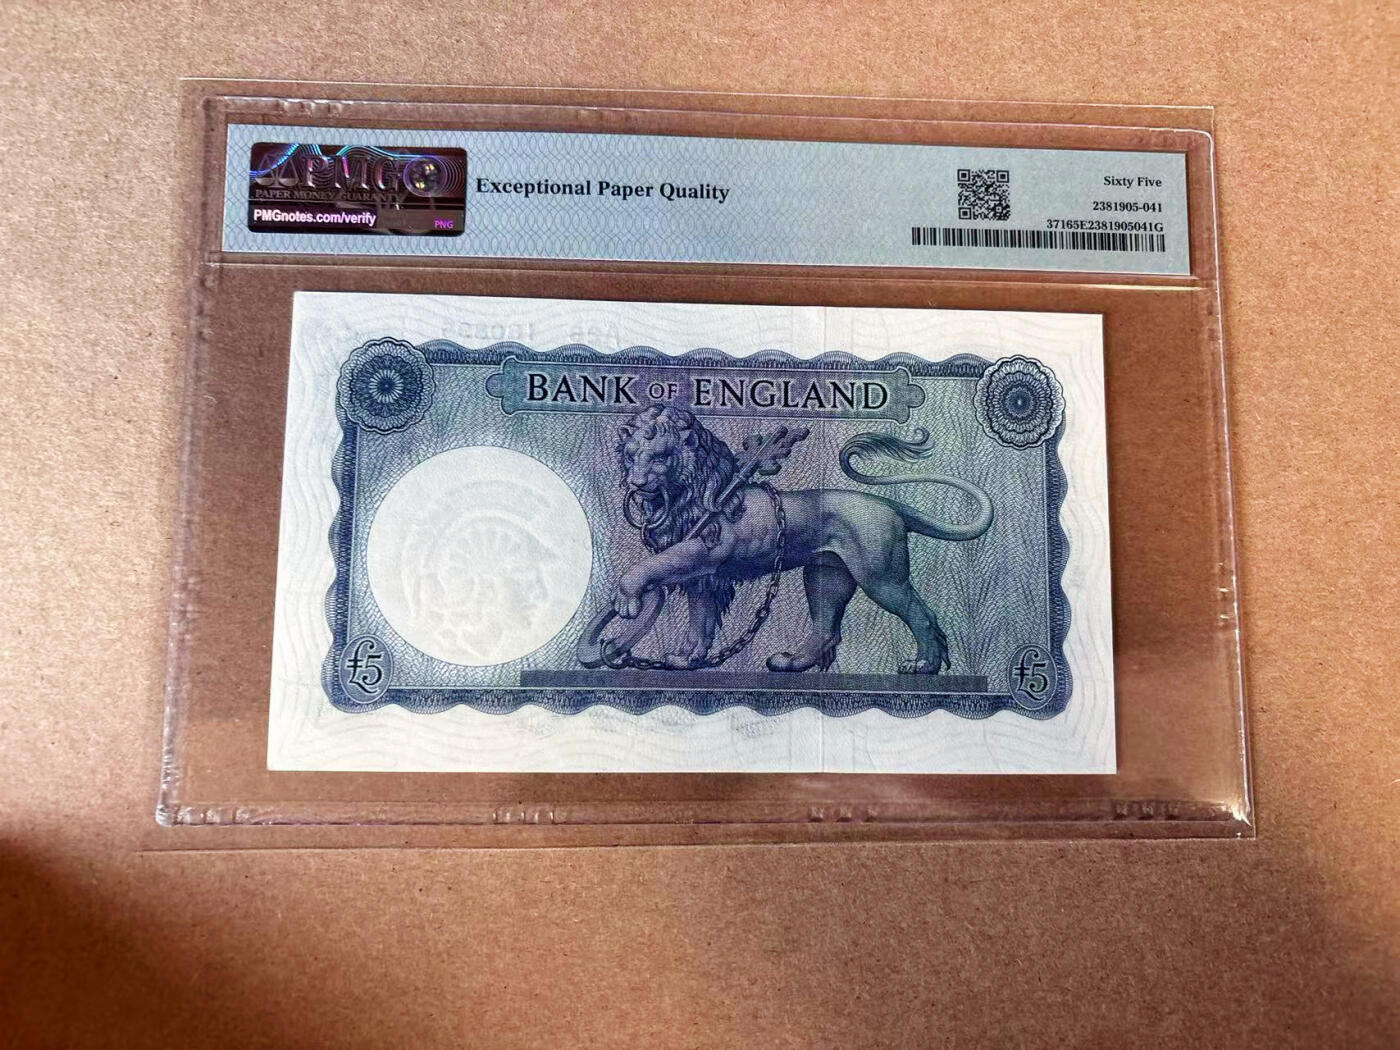 PMG
PAPER MONEY GUARANTY
PMGnotes.com/verify
PNG
Exceptional Paper Quality
Sixty Five
2381905-041
37165E2381905041G
BANK OF ENGLAND
£5
£5